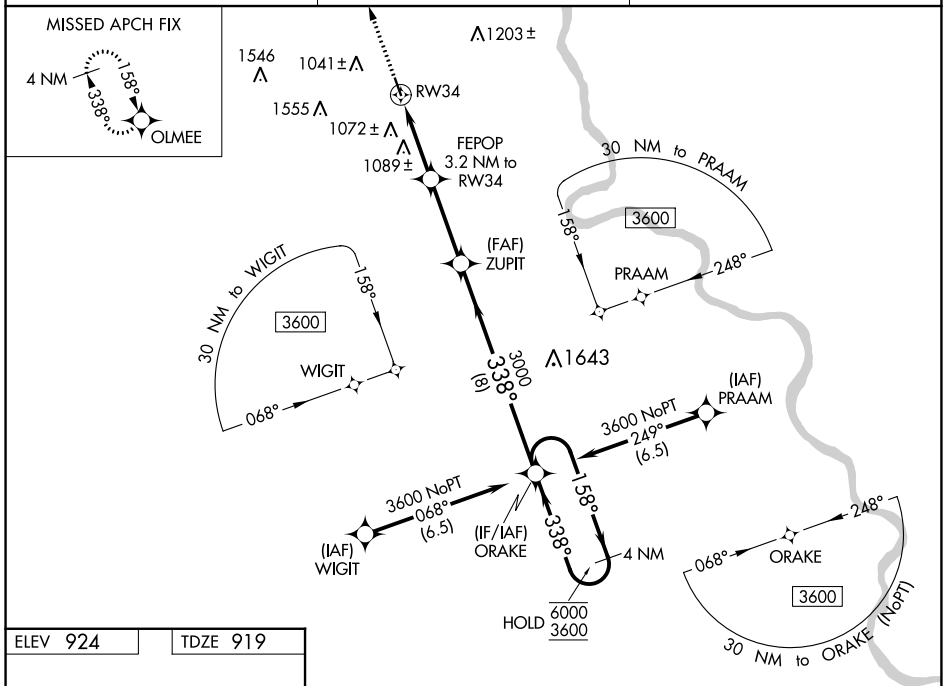 MISSED APCH FIX
4 NM
158°
338°
OLMEE
1546
1041±
1203±
1555
RW34
1072±
1089±
FEPOP
3.2 NM to
RW34
30 NM to PRAAM
3600
158°
248°
PRAAM
(FAF)
ZUPIT
30 NM to WIGIT
158°
3600
WIGIT
068°
3000
338°
(8)
1643
(IAF)
PRAAM
3600 NoPT
249°
(6.5)
3600 NoPT
068°
(6.5)
(IAF)
WIGIT
(IF/IAF)
ORAKE
158°
338°
4 NM
HOLD
6000
3600
248°
068°
ORAKE
3600
30 NM to ORAKE (NoPT)
ELEV 924
TDZE 919